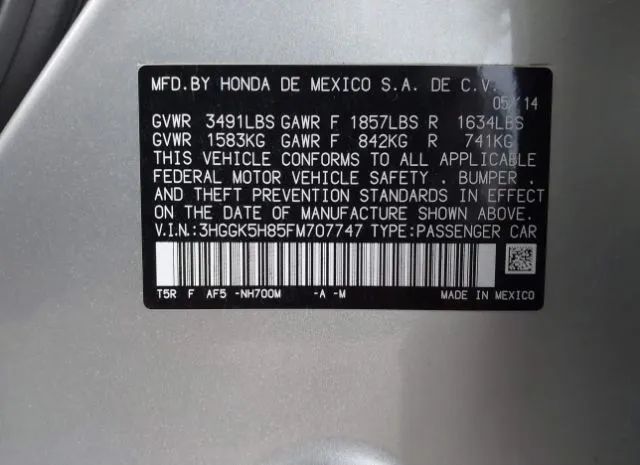 MFD.BY HONDA DE MEXICO S.A. DE C.V.
05/14
GVWR 3491LBS GAWR F 1857LBS R 1634LBS
GVWR 1583KG GAWR F 842KG R 741KG
THIS VEHICLE CONFORMS TO ALL APPLICABLE
FEDERAL MOTOR VEHICLE SAFETY . BUMPER .
AND THEFT PREVENTION STANDARDS IN EFFECT
ON THE DATE OF MANUFACTURE SHOWN ABOVE.
V.I.N.:3HGGK5H85FM707747 TYPE:PASSENGER CAR
T5R F AF5 -NH700M -A -M MADE IN MEXICO